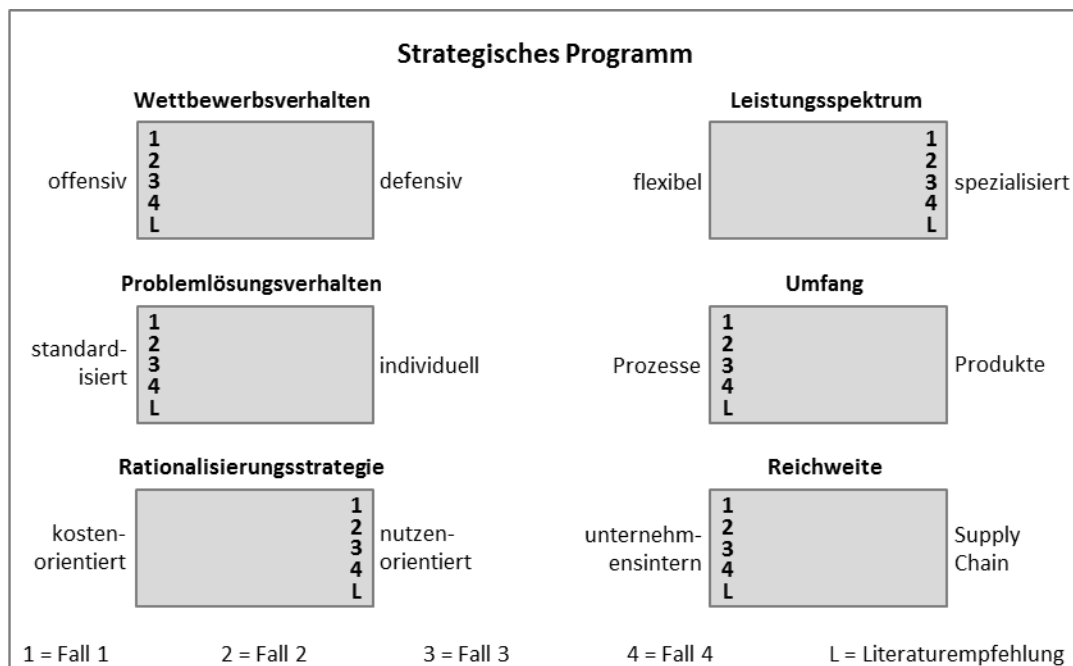 Strategisches Programm
Wettbewerbsverhalten
offensiv
1
2
3
4
L
defensiv
Leistungsspektrum
flexibel
1
2
3
4
L
spezialisiert
Problemlösungsverhalten
standard-
isiert
1
2
3
4
L
individuell
Umfang
Prozesse
1
2
3
4
L
Produkte
Rationalisierungsstrategie
kosten-
orientiert
1
2
3
4
L
nutzen-
orientiert
Reichweite
unternehm-
ensintern
1
2
3
4
L
Supply
Chain
1 = Fall 1
2 = Fall 2
3 = Fall 3
4 = Fall 4
L = Literaturempfehlung